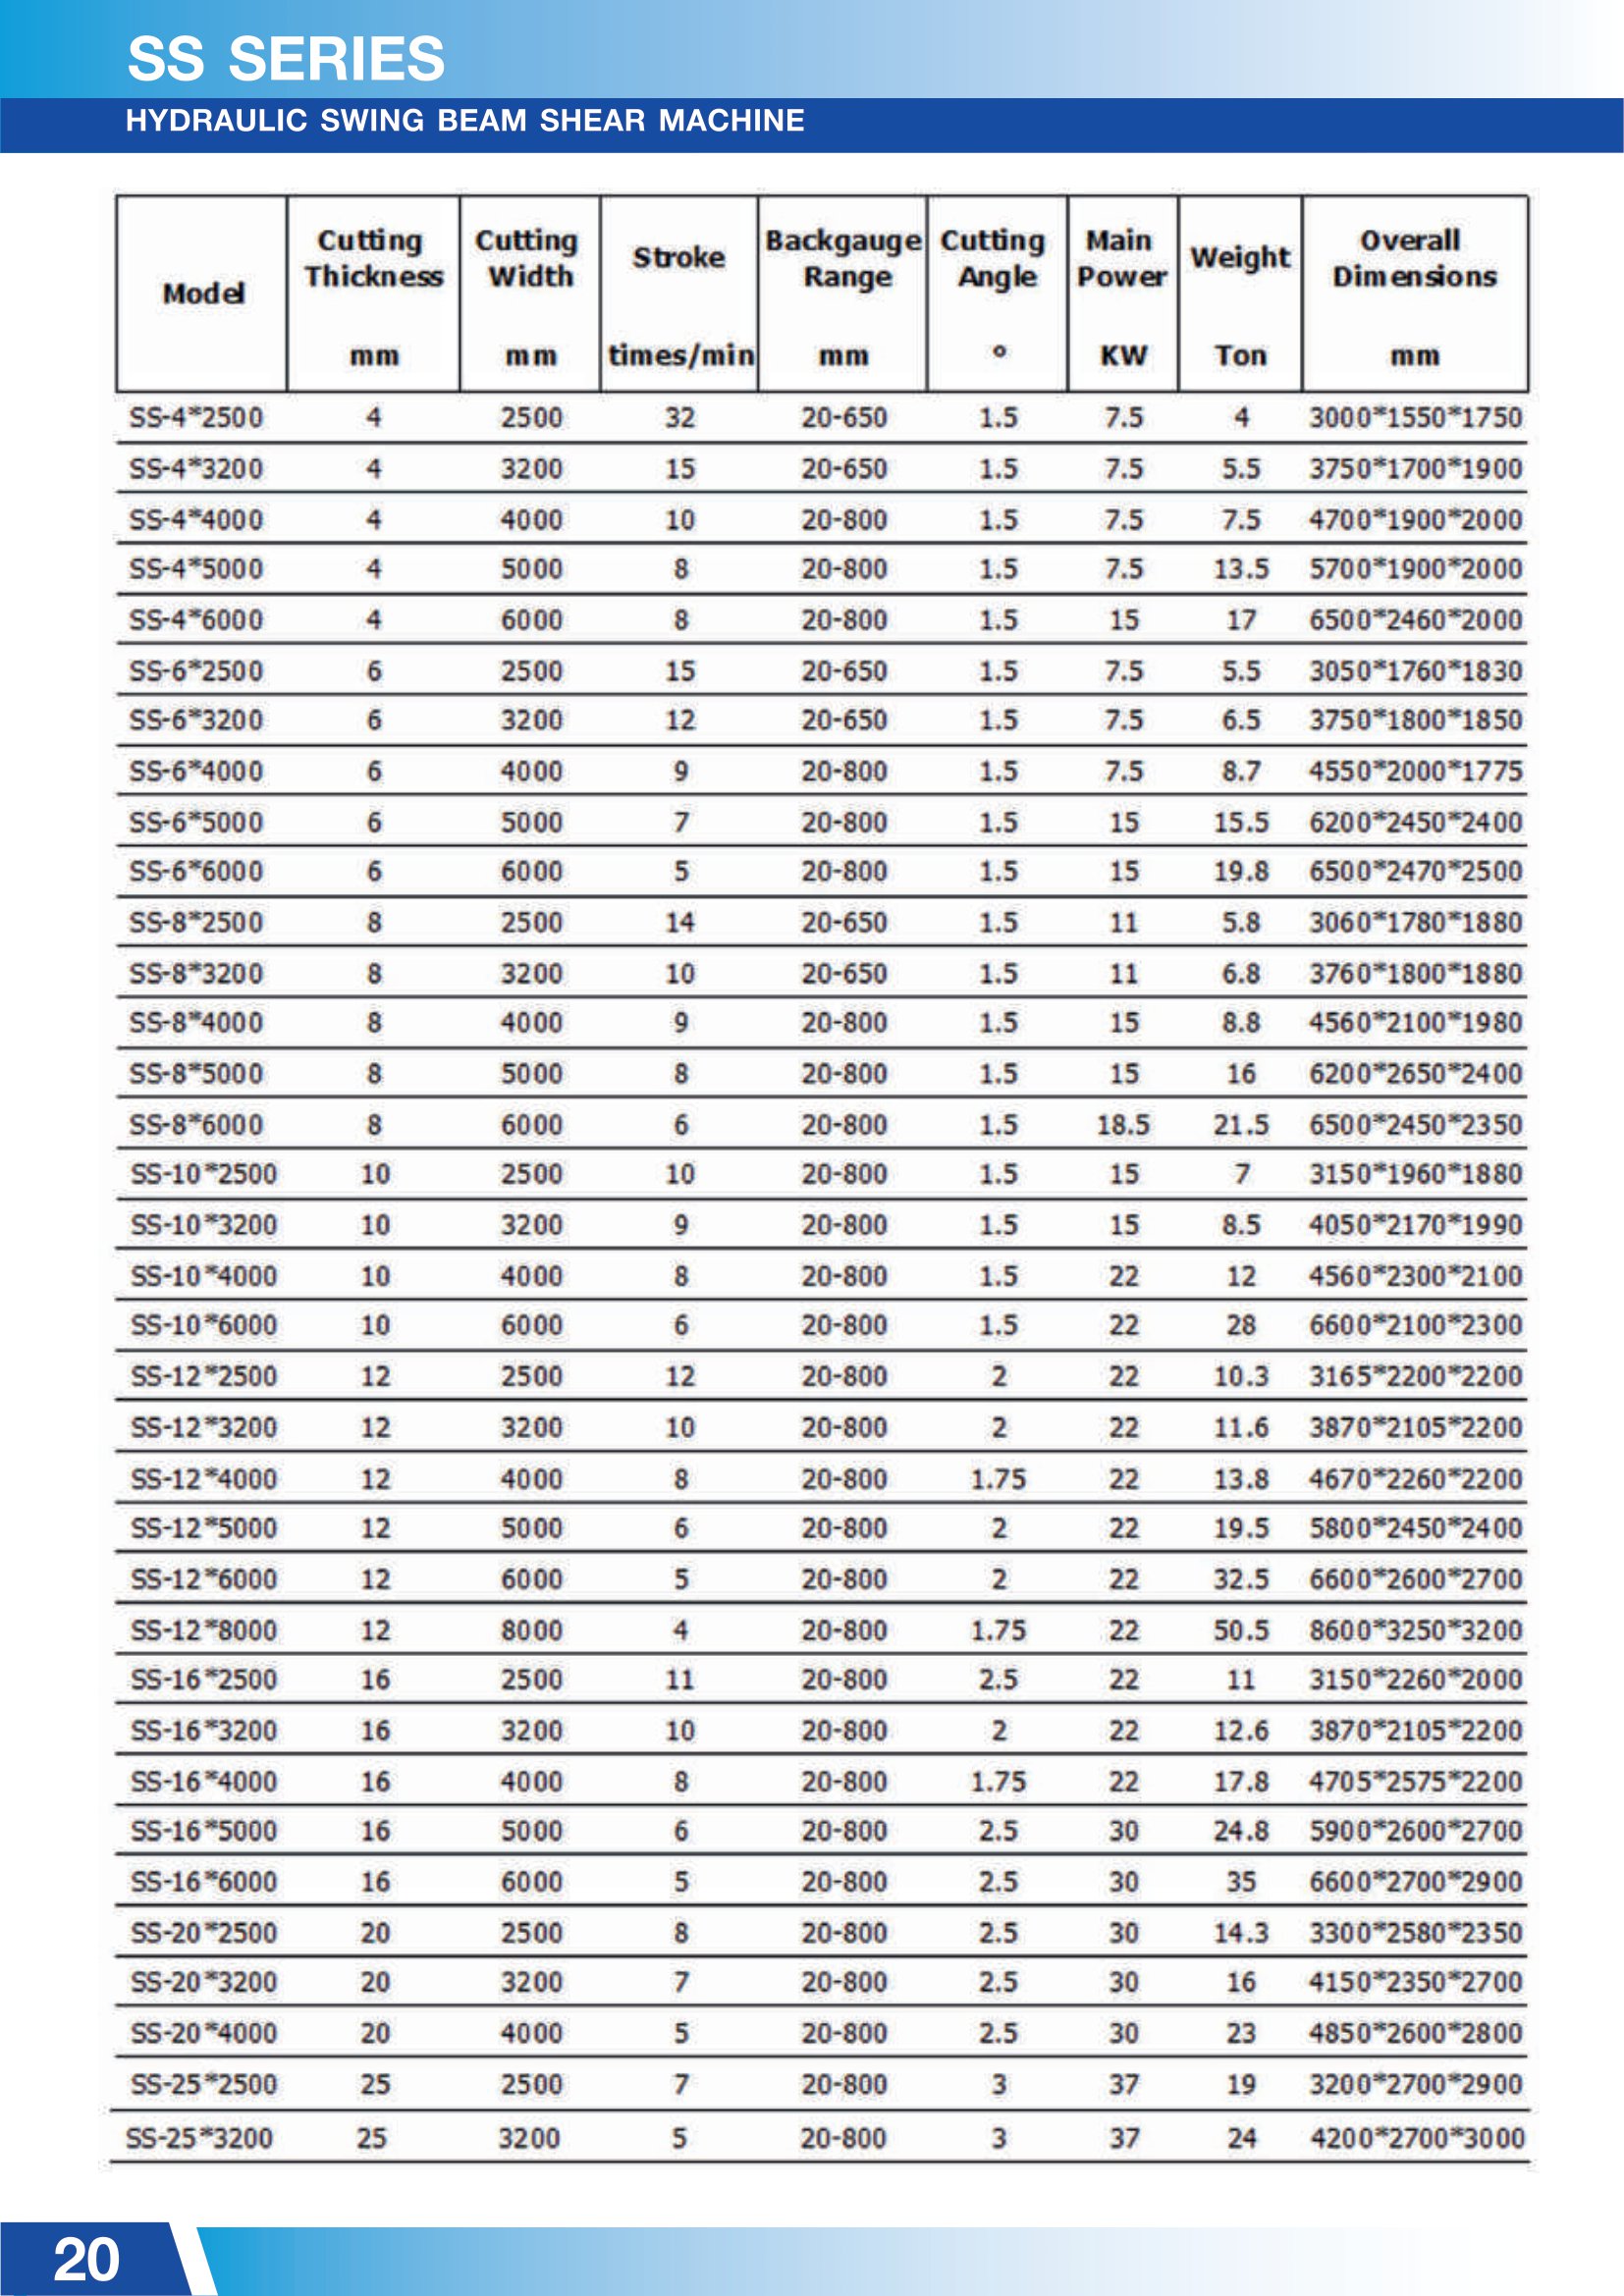 SS SERIES
HYDRAULIC SWING BEAM SHEAR MACHINE
Model Cutting Thickness mm Cutting Width mm Stroke times/min Backgauge Range mm Cutting Angle ° Main Power KW Weight Ton Overall Dimensions mm
SS-4*2500 4 2500 32 20-650 1.5 7.5 4 3000*1550*1750
SS-4*3200 4 3200 15 20-650 1.5 7.5 5.5 3750*1700*1900
SS-4*4000 4 4000 10 20-800 1.5 7.5 7.5 4700*1900*2000
SS-4*5000 4 5000 8 20-800 1.5 7.5 13.5 5700*1900*2000
SS-4*6000 4 6000 8 20-800 1.5 15 17 6500*2460*2000
SS-6*2500 6 2500 15 20-650 1.5 7.5 5.5 3050*1760*1830
SS-6*3200 6 3200 12 20-650 1.5 7.5 6.5 3750*1800*1850
SS-6*4000 6 4000 9 20-800 1.5 7.5 8.7 4550*2000*1775
SS-6*5000 6 5000 7 20-800 1.5 15 15.5 6200*2450*2400
SS-6*6000 6 6000 5 20-800 1.5 15 19.8 6500*2470*2500
SS-8*2500 8 2500 14 20-650 1.5 11 5.8 3060*1780*1880
SS-8*3200 8 3200 10 20-650 1.5 11 6.8 3760*1800*1880
SS-8*4000 8 4000 9 20-800 1.5 15 8.8 4560*2100*1980
SS-8*5000 8 5000 8 20-800 1.5 15 16 6200*2650*2400
SS-8*6000 8 6000 6 20-800 1.5 18.5 21.5 6500*2450*2350
SS-10*2500 10 2500 10 20-800 1.5 15 7 3150*1960*1880
SS-10*3200 10 3200 9 20-800 1.5 15 8.5 4050*2170*1990
SS-10*4000 10 4000 8 20-800 1.5 22 12 4560*2300*2100
SS-10*6000 10 6000 6 20-800 1.5 22 28 6600*2100*2300
SS-12*2500 12 2500 12 20-800 2 22 10.3 3165*2200*2200
SS-12*3200 12 3200 10 20-800 2 22 11.6 3870*2105*2200
SS-12*4000 12 4000 8 20-800 1.75 22 13.8 4670*2260*2200
SS-12*5000 12 5000 6 20-800 2 22 19.5 5800*2450*2400
SS-12*6000 12 6000 5 20-800 2 22 32.5 6600*2600*2700
SS-12*8000 12 8000 4 20-800 1.75 22 50.5 8600*3250*3200
SS-16*2500 16 2500 11 20-800 2.5 22 11 3150*2260*2000
SS-16*3200 16 3200 10 20-800 2 22 12.6 3870*2105*2200
SS-16*4000 16 4000 8 20-800 1.75 22 17.8 4705*2575*2200
SS-16*5000 16 5000 6 20-800 2.5 30 24.8 5900*2600*2700
SS-16*6000 16 6000 5 20-800 2.5 30 35 6600*2700*2900
SS-20*2500 20 2500 8 20-800 2.5 30 14.3 3300*2580*2350
SS-20*3200 20 3200 7 20-800 2.5 30 16 4150*2350*2700
SS-20*4000 20 4000 5 20-800 2.5 30 23 4850*2600*2800
SS-25*2500 25 2500 7 20-800 3 37 19 3200*2700*2900
SS-25*3200 25 3200 5 20-800 3 37 24 4200*2700*3000
20